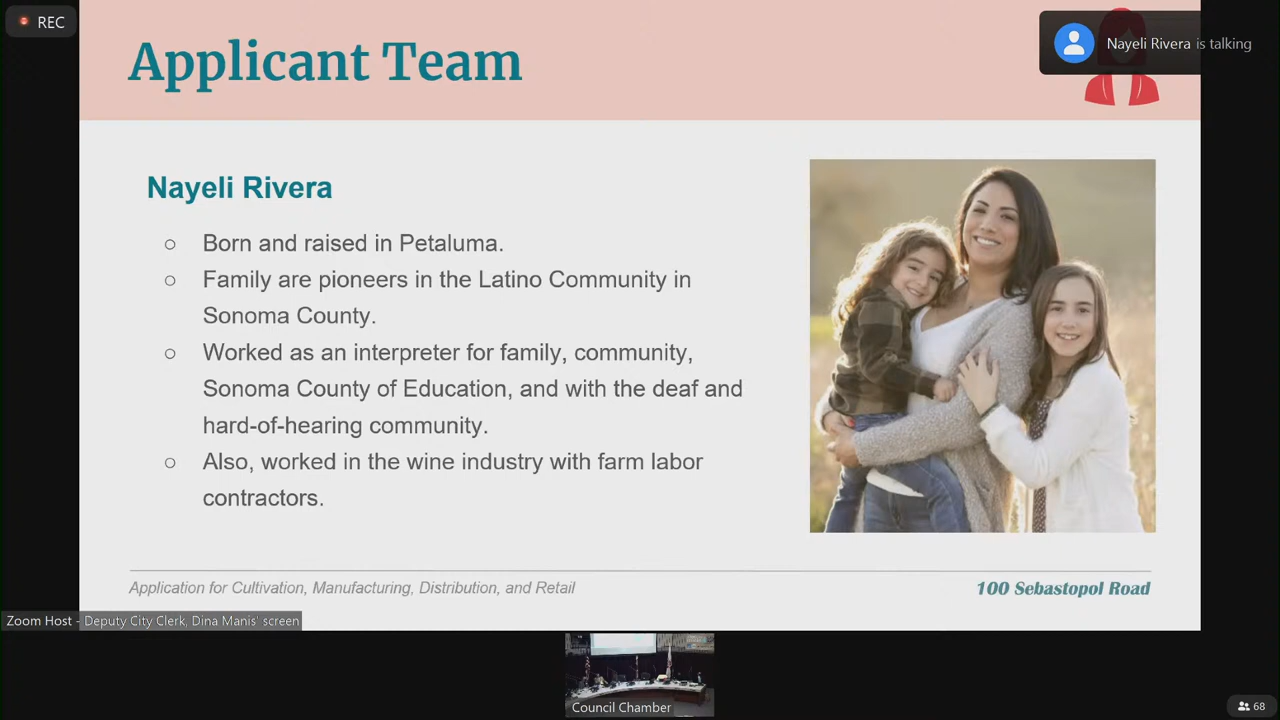 REC
Applicant Team
Nayeli Rivera is talking
Nayeli Rivera
Born and raised in Petaluma.
Family are pioneers in the Latino Community in
Sonoma County.
Worked as an interpreter for family, community,
Sonoma County of Education, and with the deaf and
hard-of-hearing community.
Also, worked in the wine industry with farm labor
contractors.
Application for Cultivation, Manufacturing, Distribution, and Retail
100 Sebastopol Road
Zoom Host - Deputy City Clerk, Dina Manis' screen
Council Chamber
68